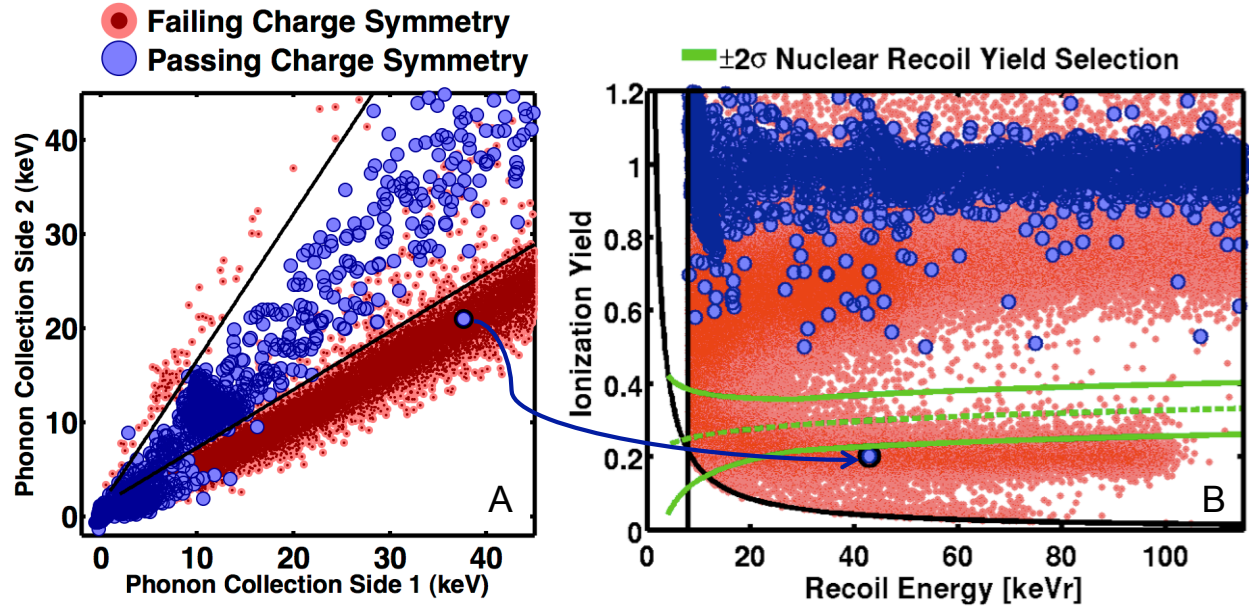 Failing Charge Symmetry
Passing Charge Symmetry
Phonon Collection Side 2 (keV)
40
30
20
10
0
0
10
20
30
40
Phonon Collection Side 1 (keV)
A
±2σ Nuclear Recoil Yield Selection
Ionization Yield
1.2
1
0.8
0.6
0.4
0.2
0
0
20
40
60
80
100
Recoil Energy [keVr]
B